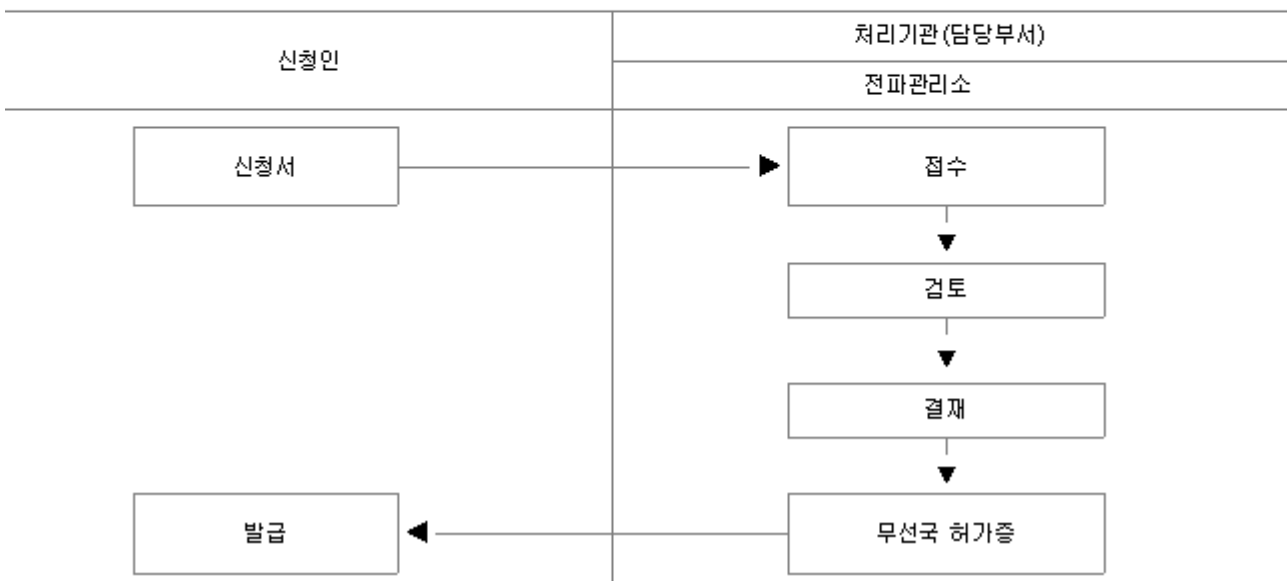 신청인
처리기관(담당부서)
전파관리소
신청서
접수
검토
결재
발급
무선국 허가증